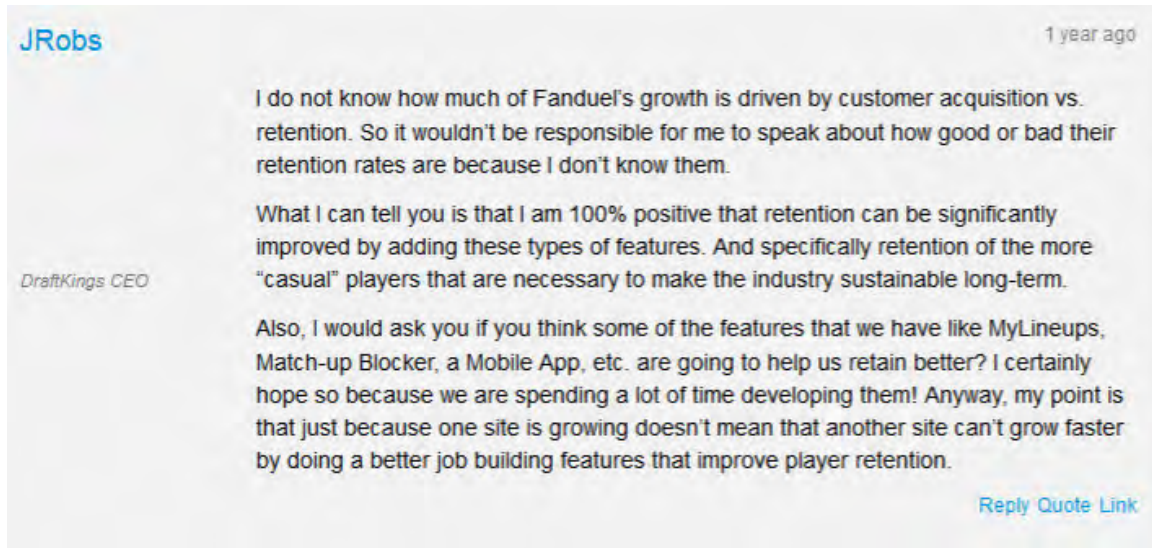 JRobs
1 year ago
I do not know how much of Fanduel's growth is driven by customer acquisition vs.
retention. So it wouldn't be responsible for me to speak about how good or bad their
retention rates are because I don't know them.
What I can tell you is that I am 100% positive that retention can be significantly
improved by adding these types of features. And specifically retention of the more
DraftKings CEO
“casual” players that are necessary to make the industry sustainable long-term.
Also, I would ask you if you think some of the features that we have like MyLineups,
Match-up Blocker, a Mobile App, etc. are going to help us retain better? I certainly
hope so because we are spending a lot of time developing them! Anyway, my point is
that just because one site is growing doesn't mean that another site can't grow faster
by doing a better job building features that improve player retention.
Reply Quote Link